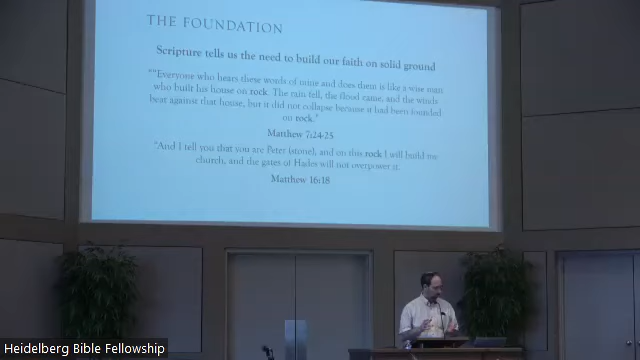 THE FOUNDATION
Scripture tells us the need to build our faith on solid ground
"“Everyone who hears these words of mine and does them is like a wise man
who built his house on rock. The rain fell, the flood came, and the winds
beat against that house, but it did not collapse because it had been founded
on rock.”
Matthew 7:24-25
"And I tell you that you are Peter (stone), and on this rock I will build my
church, and the gates of Hades will not overpower it.
Matthew 16:18
Heidelberg Bible Fellowship